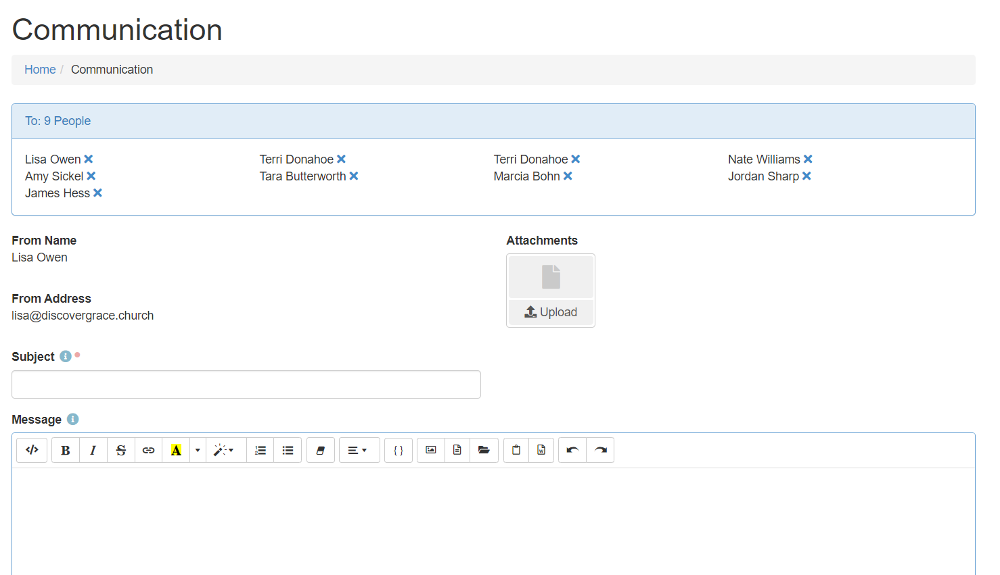 Communication
Home / Communication
To: 9 People
Lisa Owen Terri Donahoe Terri Donahoe Nate Williams
Amy Sickel Tara Butterworth Marcia Bohn Jordan Sharp
James Hess
From Name
Lisa Owen
Attachments
Upload
From Address
lisa@discovergrace.church
Subject
Message
</> B I S A { } W